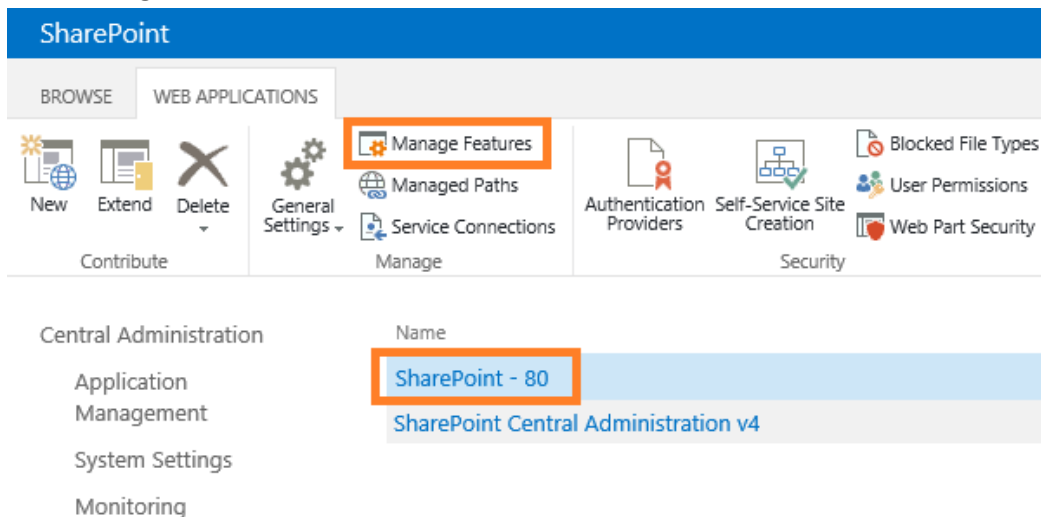 SharePoint
BROWSE WEB APPLICATIONS
New
Extend
Delete
General
Settings
Manage Features
Managed Paths
Service Connections
Authentication
Providers
Self-Service Site
Creation
Blocked File Types
User Permissions
Web Part Security
Contribute
Manage
Security
Central Administration
Application
Management
System Settings
Monitoring
Name
SharePoint - 80
SharePoint Central Administration v4